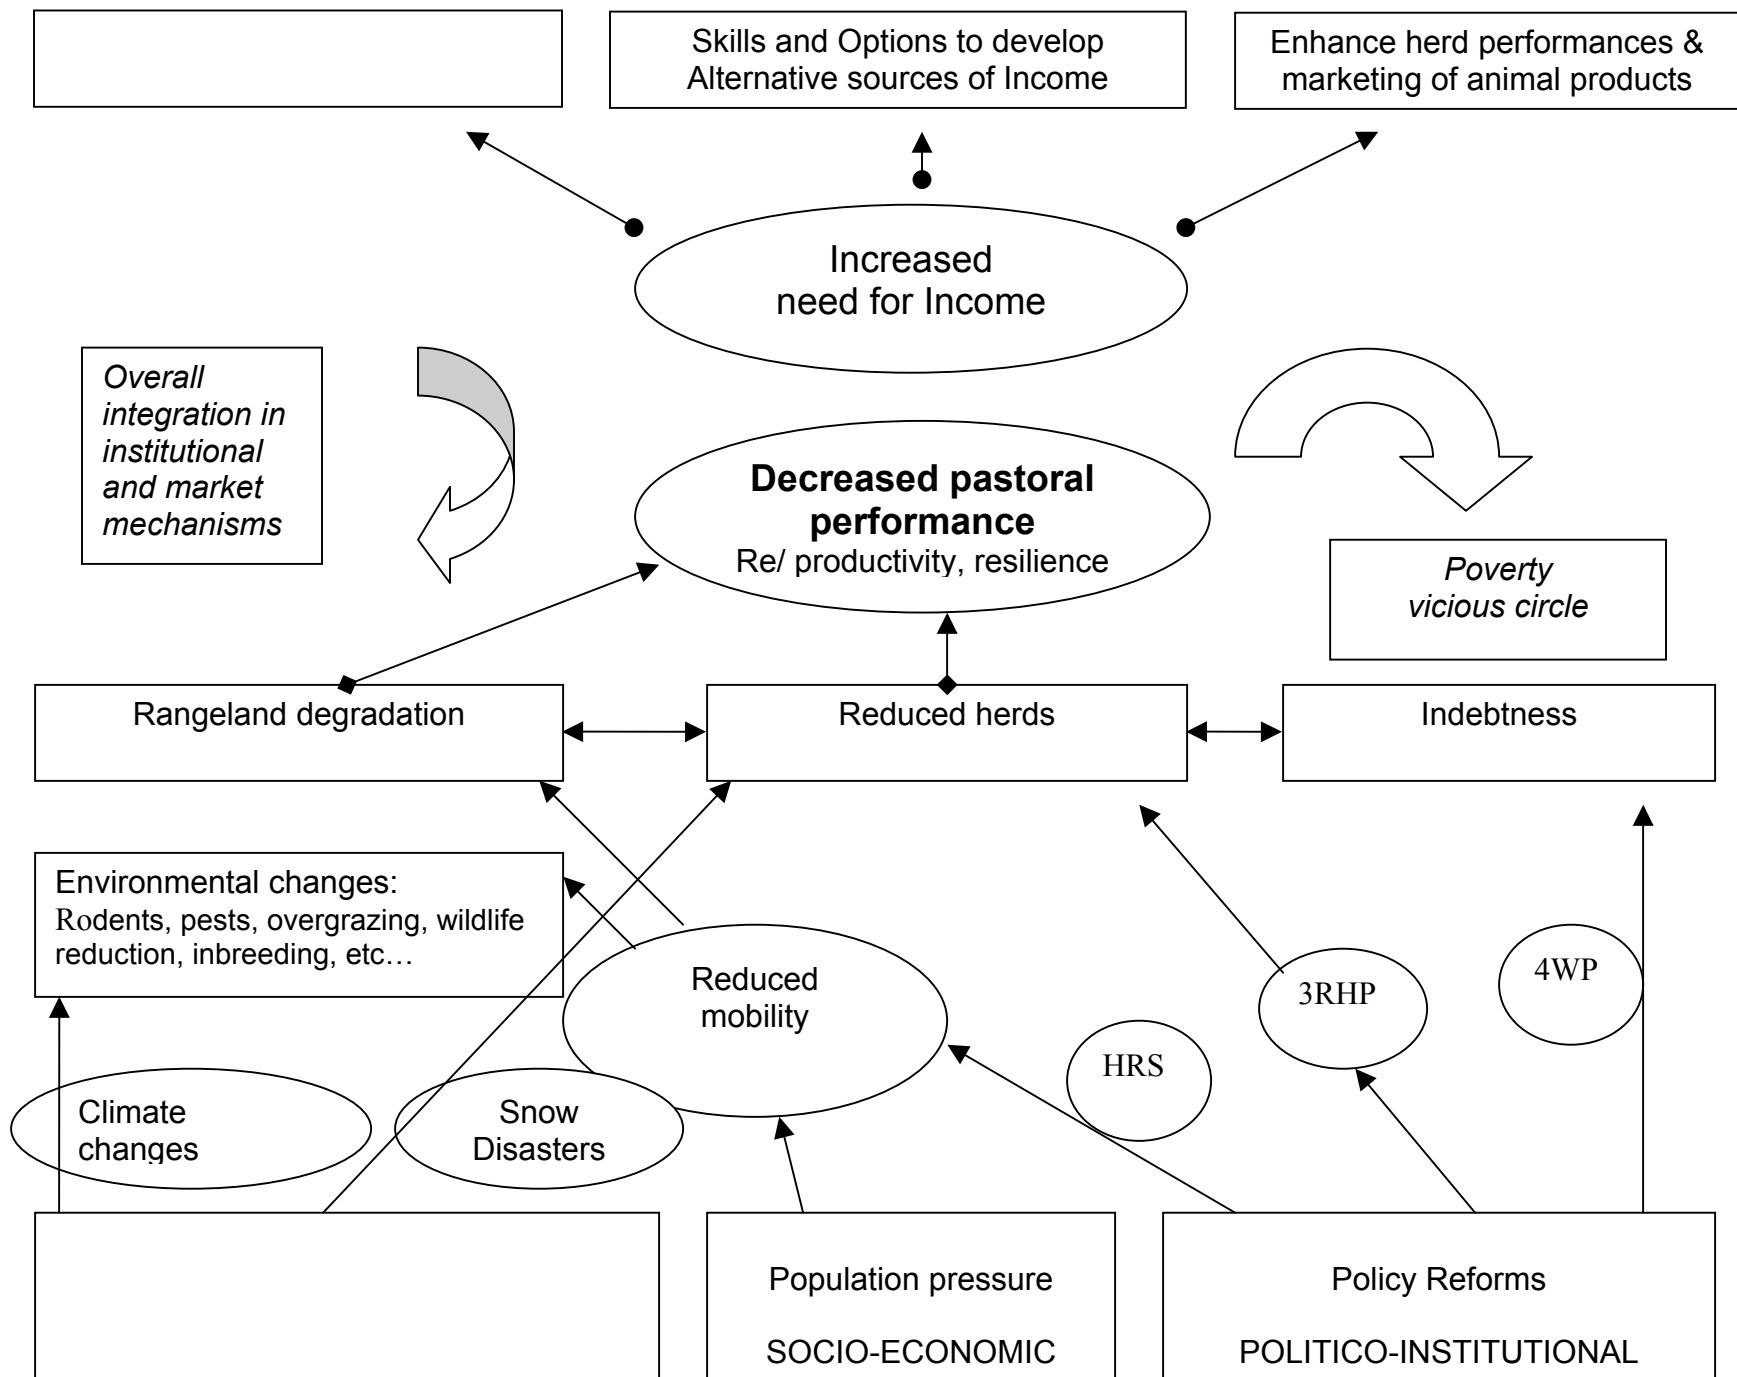 Skills and Options to develop
Alternative sources of Income
Enhance herd performances &
marketing of animal products
Increased
need for Income
Overall
integration in
institutional
and market
mechanisms
Decreased pastoral
performance
Re/ productivity, resilience
Poverty
vicious circle
Rangeland degradation
Reduced herds
Indebtness
Environmental changes:
Rodents, pests, overgrazing, wildlife
reduction, inbreeding, etc…
Reduced
mobility
HRS
3RHP
4WP
Climate
changes
Snow
Disasters
Population pressure
SOCIO-ECONOMIC
Policy Reforms
POLITICO-INSTITUTIONAL